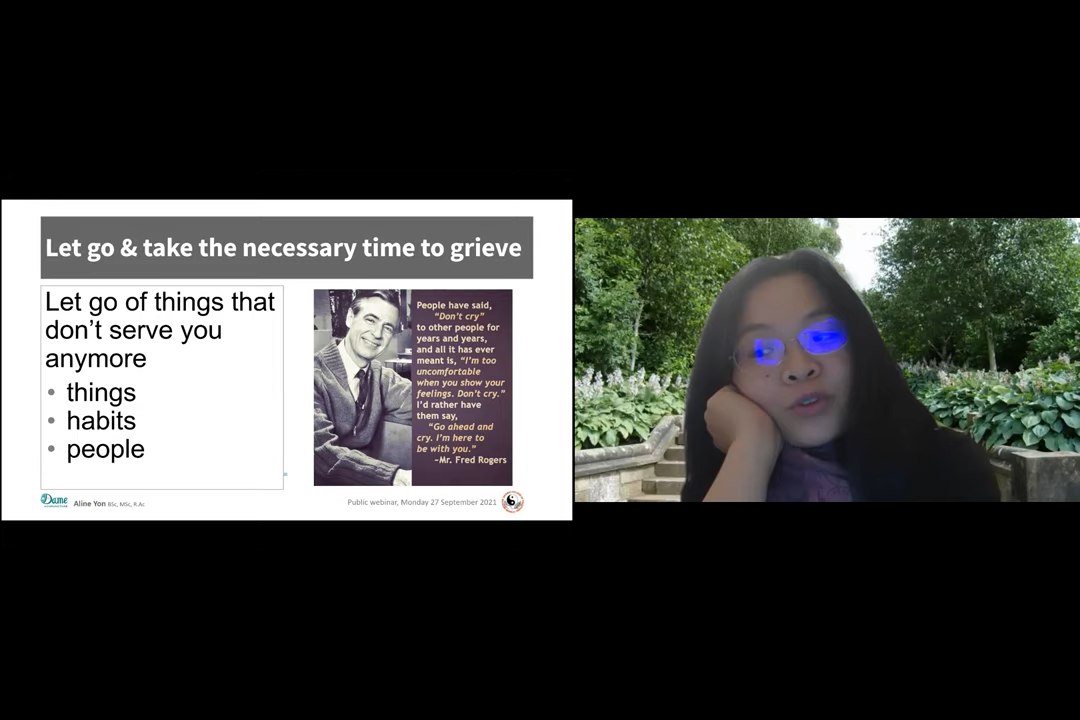 Let go & take the necessary time to grieve
Let go of things that
don't serve you
anymore
• things
• habits
• people
People have said,
"Don't cry"
to other people for
years and years,
and all it has ever
meant is, "I'm too
uncomfortable
when you show your
feelings. Don't cry."
I'd rather have
them say,
"Go ahead and
cry. I'm here to
be with you."
–Mr. Fred Rogers
Dame
Aline Yon BSc, MSc, R.Ac
Public webinar, Monday 27 September 2021